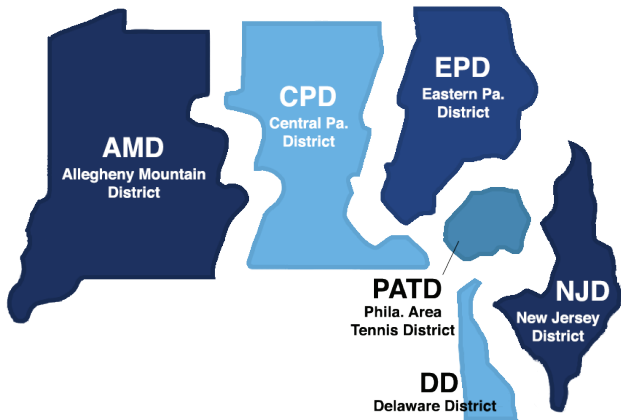 AMD
Allegheny Mountain
District
CPD
Central Pa.
District
EPD
Eastern Pa.
District
PATD
Phila. Area
Tennis District
NJD
New Jersey
District
DD
Delaware District